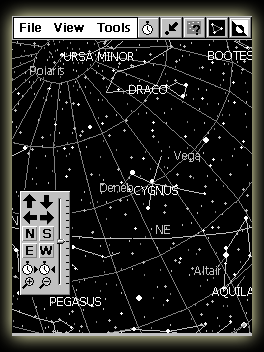 File View Tools
URSA MINOR
BOOTES
Polaris
DRACO
Vega
Deneb
CYGNUS
N S
E W
NE
Altair
AQUILA
PEGASUS